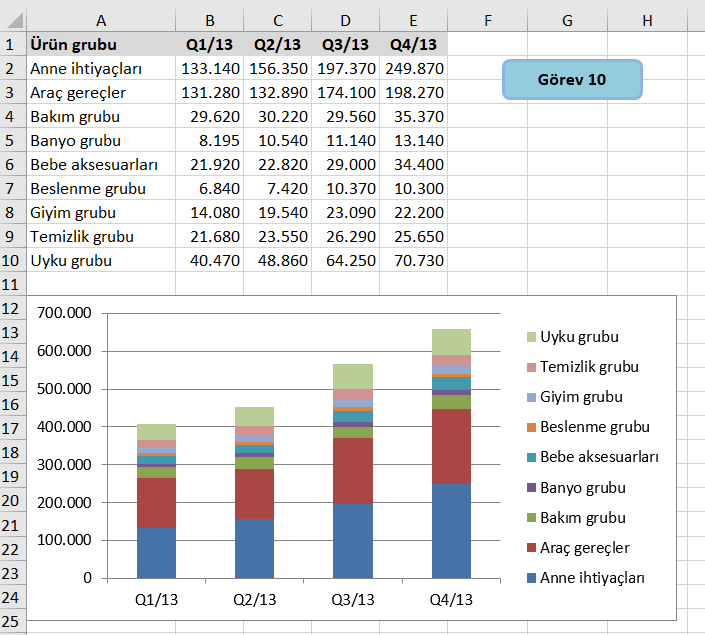 A B C D E F G H
1 Ürün grubu Q1/13 Q2/13 Q3/13 Q4/13
2 Anne ihtiyaçları 133.140 156.350 197.370 249.870
3 Araç gereçler 131.280 132.890 174.100 198.270
Görev 10
4 Bakım grubu 29.620 30.220 29.560 35.370
5 Banyo grubu 8.195 10.540 11.140 13.140
6 Bebe aksesuarları 21.920 22.820 29.000 34.400
7 Beslenme grubu 6.840 7.420 10.370 10.300
8 Giyim grubu 14.080 19.540 23.090 22.200
9 Temizlik grubu 21.680 23.550 26.290 25.650
10 Uyku grubu 40.470 48.860 64.250 70.730
11
12
13
14
15
16
17
18
19
20
21
22
23
24
25
700.000
600.000
500.000
400.000
300.000
200.000
100.000
0
Q1/13 Q2/13 Q3/13 Q4/13
Uyku grubu
Temizlik grubu
Giyim grubu
Beslenme grubu
Bebe aksesuarları
Banyo grubu
Bakım grubu
Araç gereçler
Anne ihtiyaçları